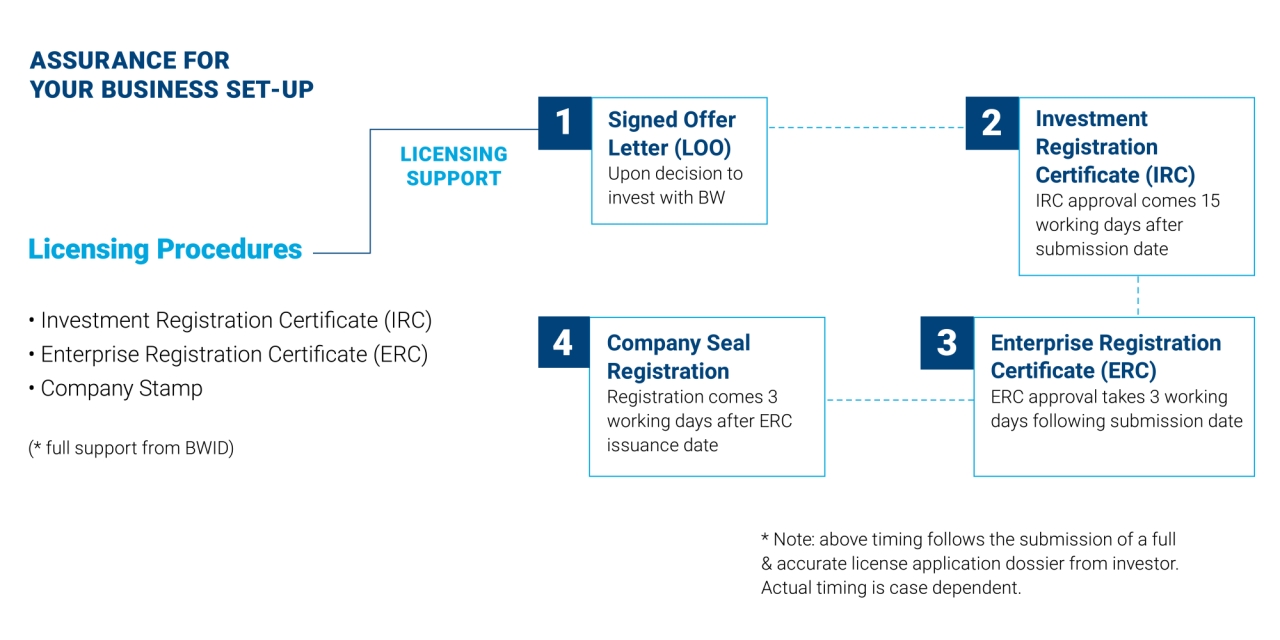 ASSURANCE FOR
YOUR BUSINESS SET-UP
LICENSING
SUPPORT
Licensing Procedures
• Investment Registration Certificate (IRC)
• Enterprise Registration Certificate (ERC)
• Company Stamp
(* full support from BWID)
1
Signed Offer
Letter (LOO)
Upon decision to
invest with BW
2
Investment
Registration
Certificate (IRC)
IRC approval comes 15
working days after
submission date
3
Enterprise Registration
Certificate (ERC)
ERC approval takes 3 working
days following submission date
4
Company Seal
Registration
Registration comes 3
working days after ERC
issuance date
* Note: above timing follows the submission of a full
& accurate license application dossier from investor.
Actual timing is case dependent.